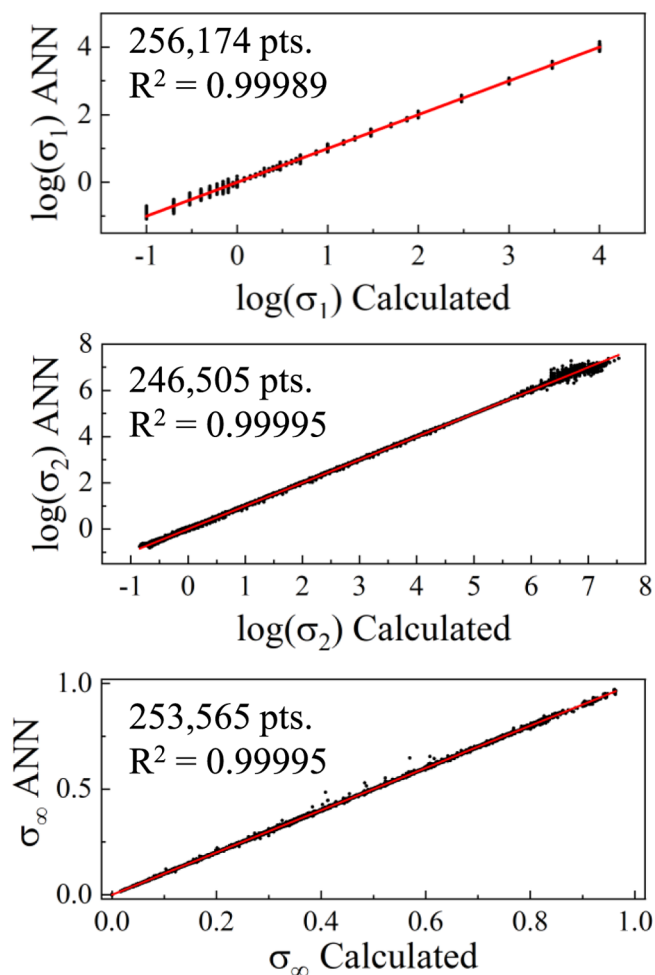 256,174 pts.
R² = 0.99989
log(σ₁) ANN
4
2
0
-1 0 1 2 3 4
log(σ₁) Calculated
246,505 pts.
R² = 0.99995
log(σ₂) ANN
8
6
4
2
0
-1 0 1 2 3 4 5 6 7 8
log(σ₂) Calculated
253,565 pts.
R² = 0.99995
σ∞ ANN
1.0
0.5
0.0
0.0 0.2 0.4 0.6 0.8 1.0
σ∞ Calculated